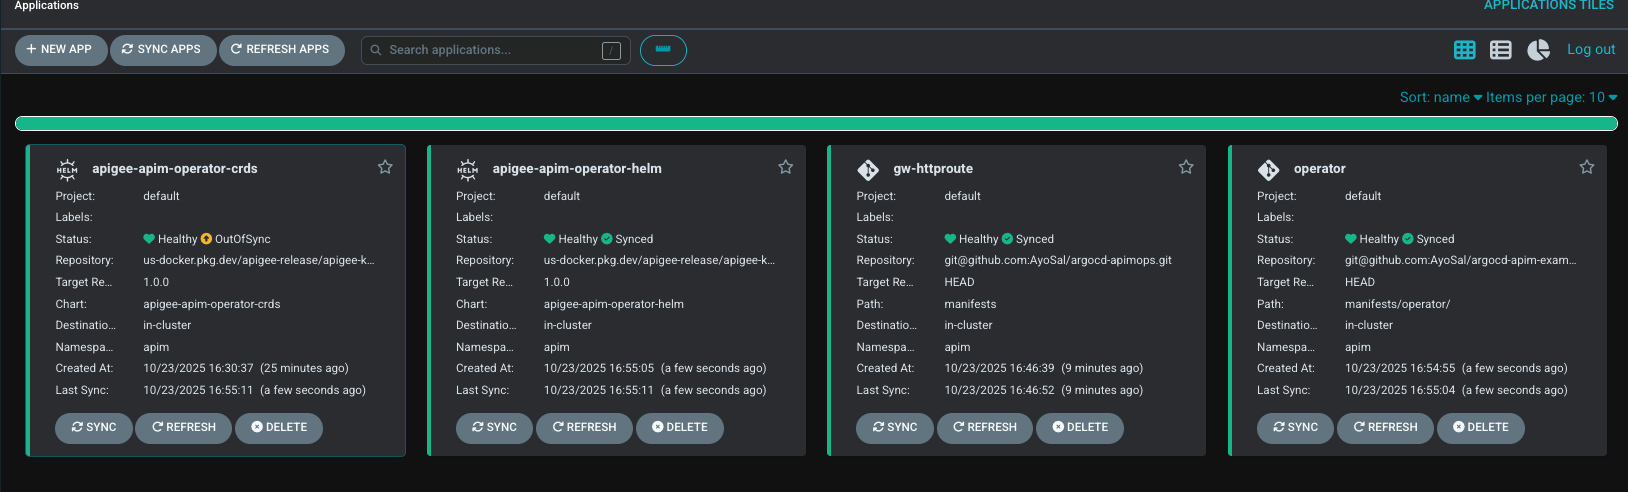 Applications
APPLICATIONS TILES
NEW APP
SYNC APPS
REFRESH APPS
Search applications...
/
Log out
Sort: name
Items per page: 10
HELM
apigee-apim-operator-crds
Project: default
Labels:
Status: Healthy OutOfSync
Repository: us-docker.pkg.dev/apigee-release/apigee-k...
Target Re... 1.0.0
Chart: apigee-apim-operator-crds
Destinatio... in-cluster
Namespa... apim
Created At: 10/23/2025 16:30:37 (25 minutes ago)
Last Sync: 10/23/2025 16:55:11 (a few seconds ago)
SYNC REFRESH DELETE
HELM
apigee-apim-operator-helm
Project: default
Labels:
Status: Healthy Synced
Repository: us-docker.pkg.dev/apigee-release/apigee-k...
Target Re... 1.0.0
Chart: apigee-apim-operator-helm
Destinatio... in-cluster
Namespa... apim
Created At: 10/23/2025 16:55:05 (a few seconds ago)
Last Sync: 10/23/2025 16:55:11 (a few seconds ago)
SYNC REFRESH DELETE
gw-httproute
Project: default
Labels:
Status: Healthy Synced
Repository: git@github.com:AyoSal/argocd-apimops.git
Target Re... HEAD
Path: manifests
Destinatio... in-cluster
Namespa... apim
Created At: 10/23/2025 16:46:39 (9 minutes ago)
Last Sync: 10/23/2025 16:46:52 (9 minutes ago)
SYNC REFRESH DELETE
operator
Project: default
Labels:
Status: Healthy Synced
Repository: git@github.com:AyoSal/argocd-apim-exam...
Target Re... HEAD
Path: manifests/operator/
Destinatio... in-cluster
Namespa... apim
Created At: 10/23/2025 16:54:55 (a few seconds ago)
Last Sync: 10/23/2025 16:55:04 (a few seconds ago)
SYNC REFRESH DELETE